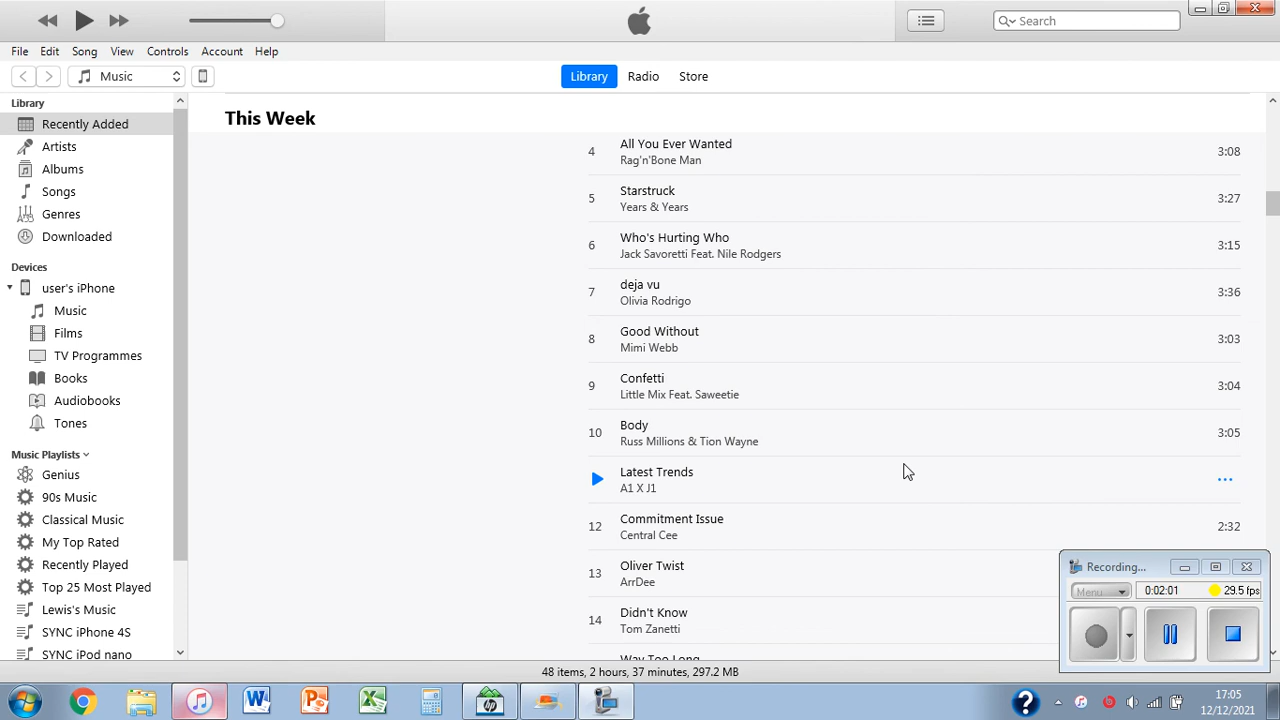 Search
File Edit Song View Controls Account Help
Music Library Radio Store
Library
Recently Added
Artists
Albums
Songs
Genres
Downloaded
Devices
user's iPhone
Music
Films
TV Programmes
Books
Audiobooks
Tones
Music Playlists
Genius
90s Music
Classical Music
My Top Rated
Recently Played
Top 25 Most Played
Lewis's Music
SYNC iPhone 4S
SYNC iPod nano
This Week
4 All You Ever Wanted 3:08
Rag'n'Bone Man
5 Starstruck 3:27
Years & Years
6 Who's Hurting Who 3:15
Jack Savoretti Feat. Nile Rodgers
7 deja vu 3:36
Olivia Rodrigo
8 Good Without 3:03
Mimi Webb
9 Confetti 3:04
Little Mix Feat. Saweetie
10 Body 3:05
Russ Millions & Tion Wayne
Latest Trends ...
A1 X J1
12 Commitment Issue 2:32
Central Cee
13 Oliver Twist
ArrDee
14 Didn't Know
Tom Zanetti
Way Too Long
Recording...
Menu 0:02:01 29.5 fps
48 items, 2 hours, 37 minutes, 297.2 MB
17:05
12/12/2021